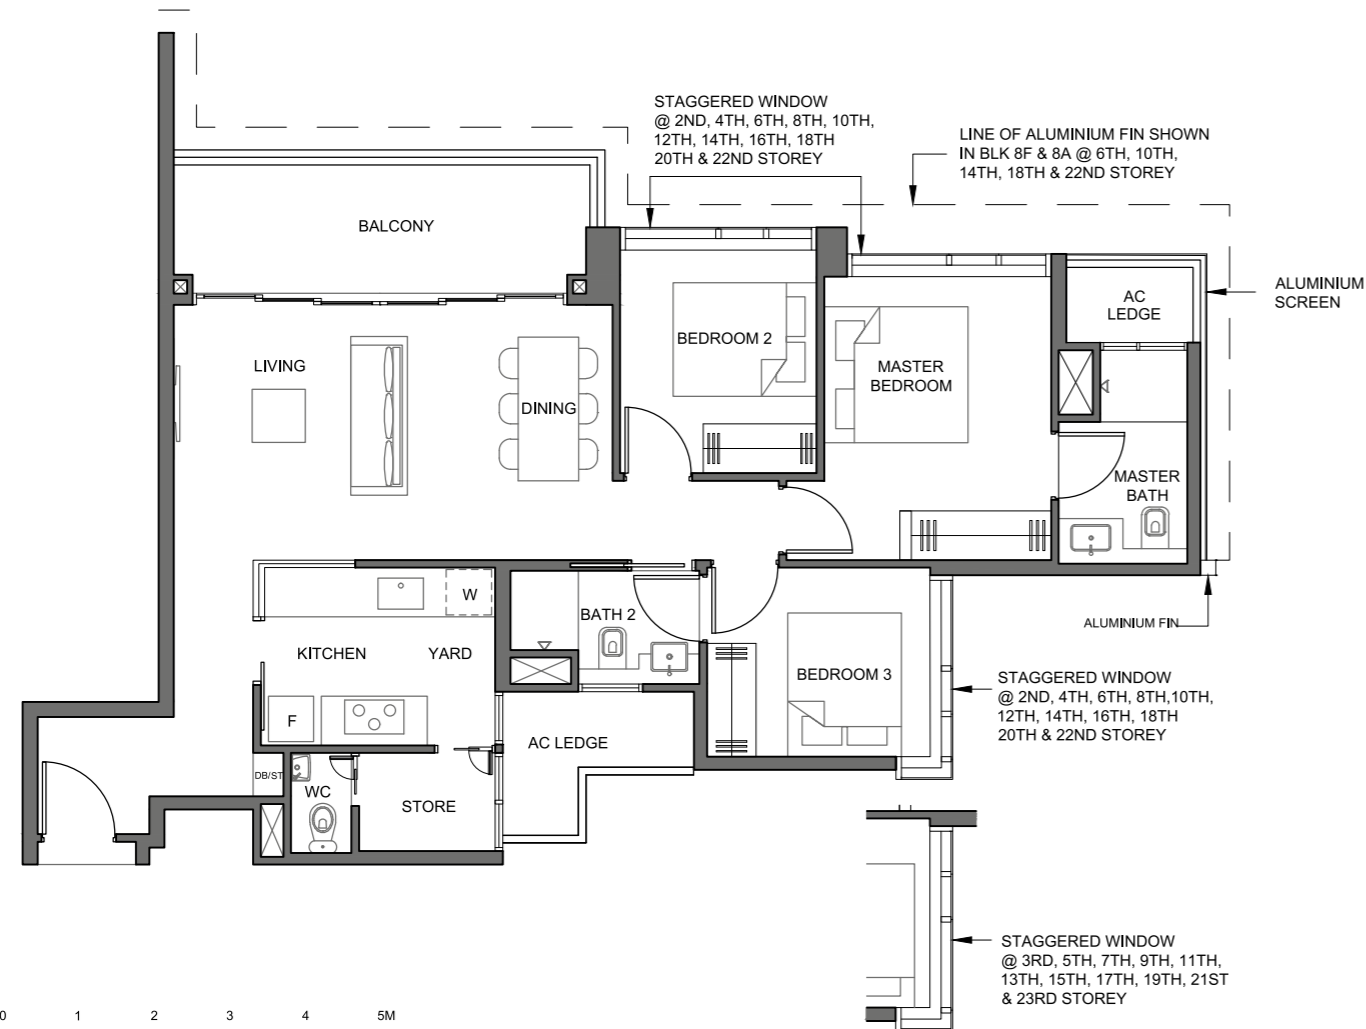 STAGGERED WINDOW
@ 2ND, 4TH, 6TH, 8TH, 10TH,
12TH, 14TH, 16TH, 18TH
20TH & 22ND STOREY
LINE OF ALUMINIUM FIN SHOWN
IN BLK 8F & 8A @ 6TH, 10TH,
14TH, 18TH & 22ND STOREY
BALCONY
ALUMINIUM
SCREEN
AC
LEDGE
BEDROOM 2
LIVING
MASTER
BEDROOM
DINING
MASTER
BATH
W
BATH 2
ALUMINIUM FIN
KITCHEN
YARD
BEDROOM 3
STAGGERED WINDOW
@ 2ND, 4TH, 6TH, 8TH,10TH,
12TH, 14TH, 16TH, 18TH
20TH & 22ND STOREY
F
AC LEDGE
DB/ST
WC
STORE
STAGGERED WINDOW
@ 3RD, 5TH, 7TH, 9TH, 11TH,
13TH, 15TH, 17TH, 19TH, 21ST
& 23RD STOREY
0 1 2 3 4 5M